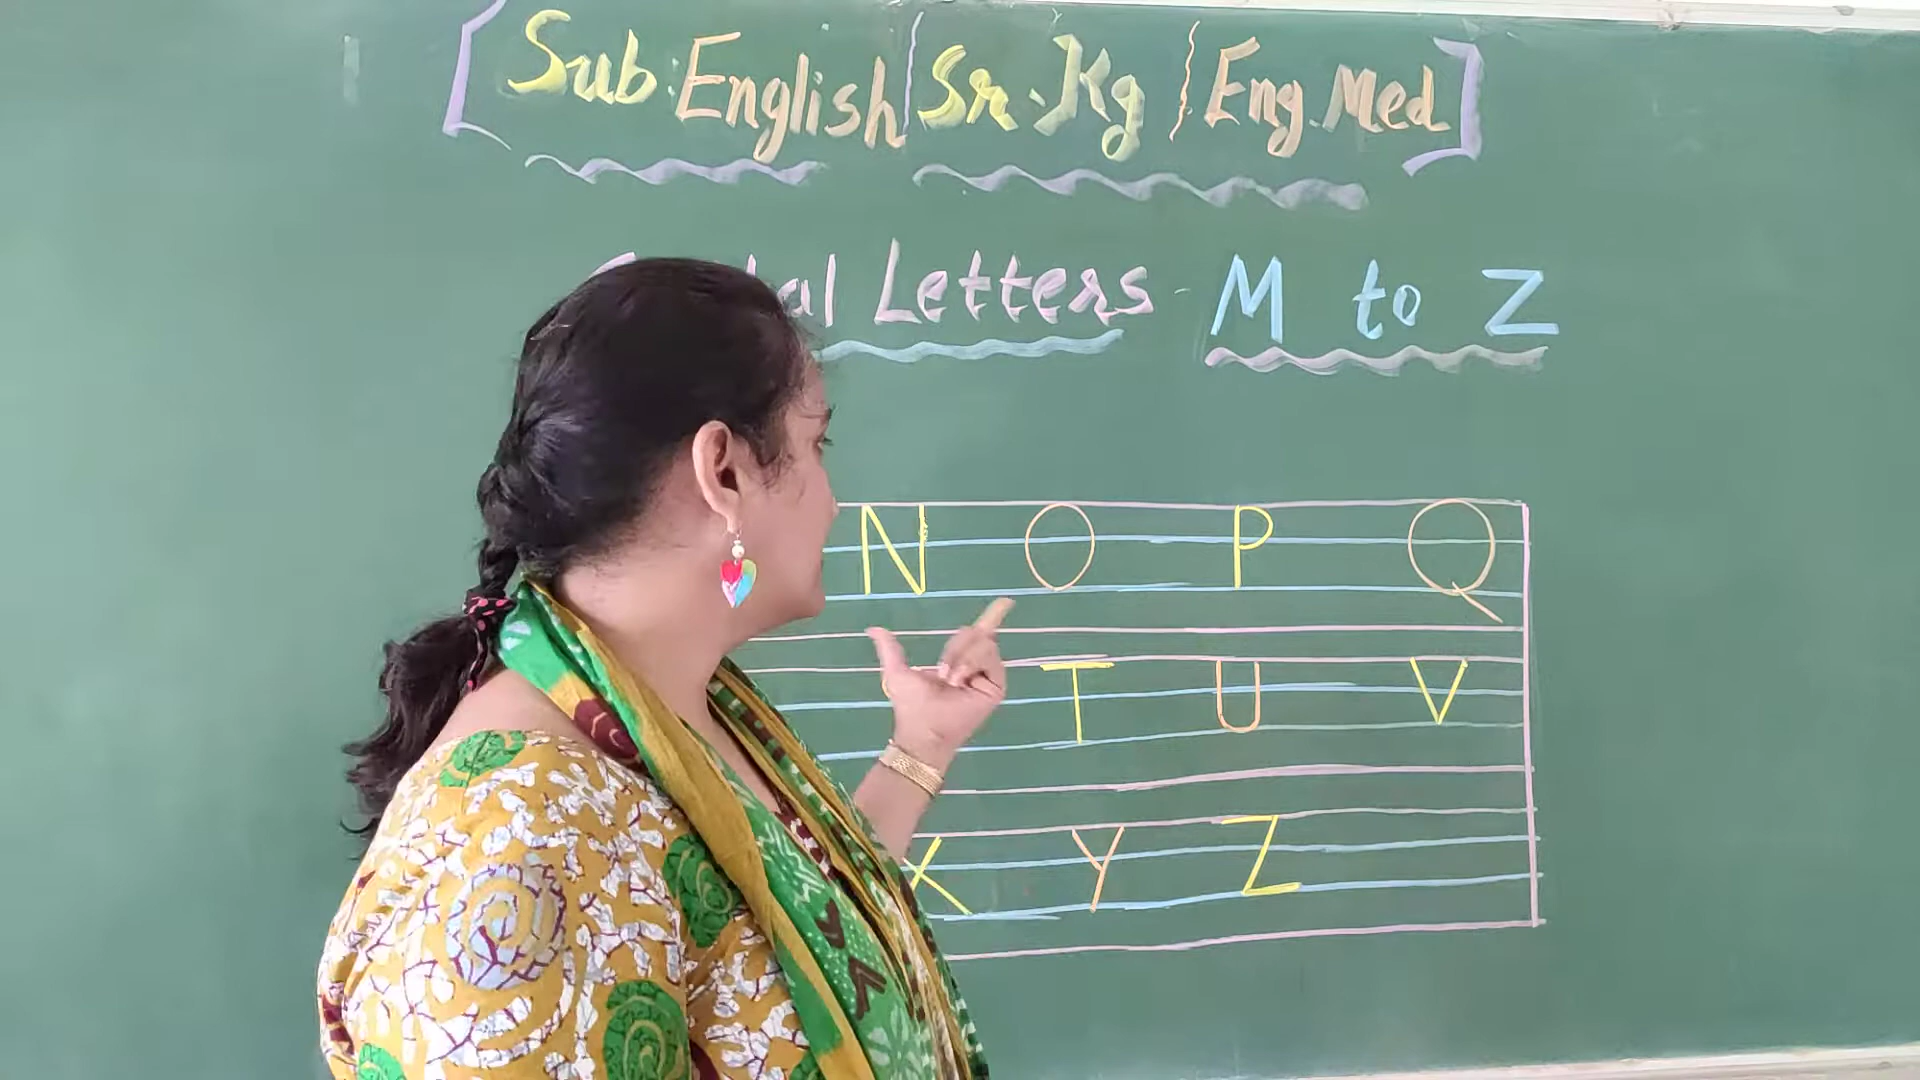 [Sub: English | Sr. Kg | Eng. Med]
Letters - M to Z
N O P Q
T U V
X Y Z